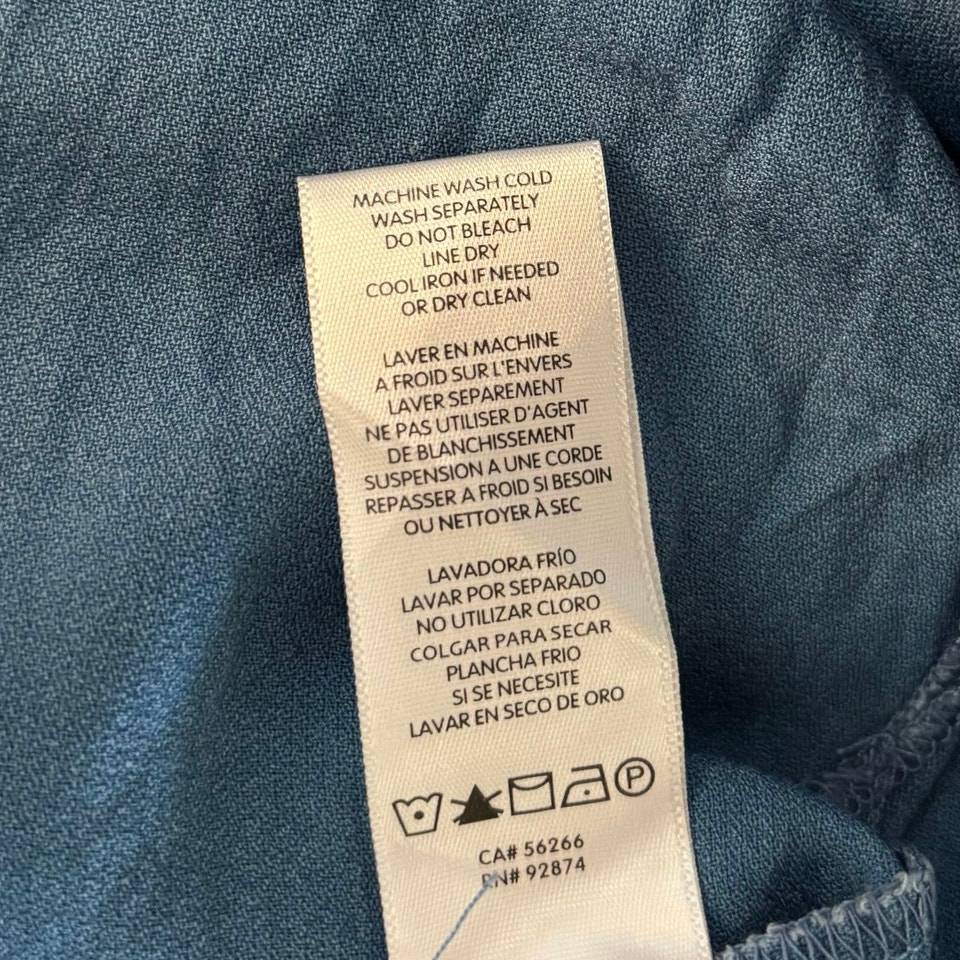 MACHINE WASH COLD
WASH SEPARATELY
DO NOT BLEACH
LINE DRY
COOL IRON IF NEEDED
OR DRY CLEAN
LAVER EN MACHINE
A FROID SUR L'ENVERS
LAVER SEPAREMENT
NE PAS UTILISER D'AGENT
DE BLANCHISSEMENT
SUSPENSION A UNE CORDE
REPASSER A FROID SI BESOIN
OU NETTOYER À SEC
LAVADORA FRÍO
LAVAR POR SEPARADO
NO UTILIZAR CLORO
COLGAR PARA SECAR
PLANCHA FRIO
SI SE NECESITE
LAVAR EN SECO DE ORO
P
CA# 56266
RN# 92874